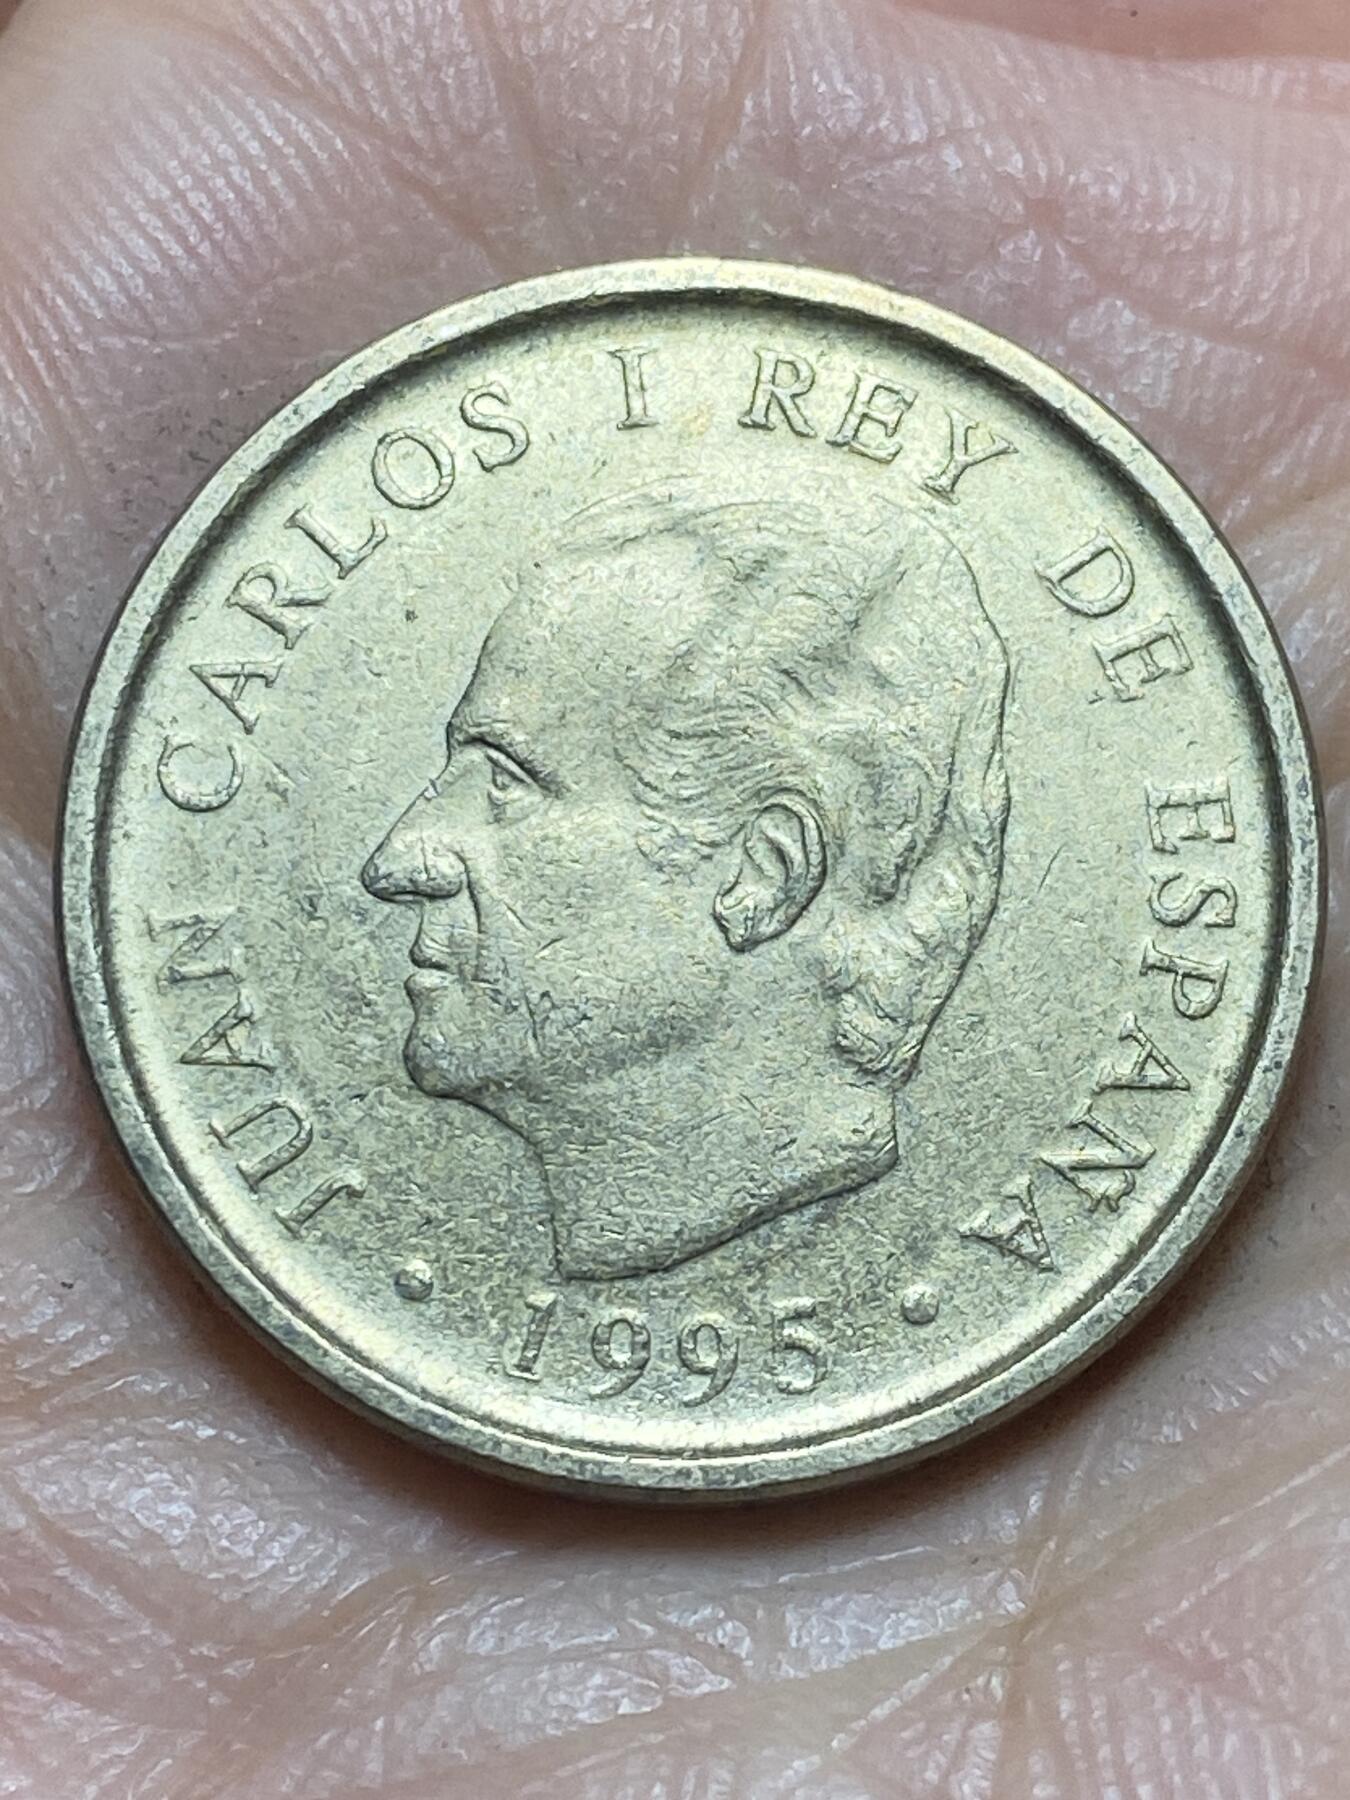 JUAN CARLOS I REY DE ESPAÑA
• 1995 •